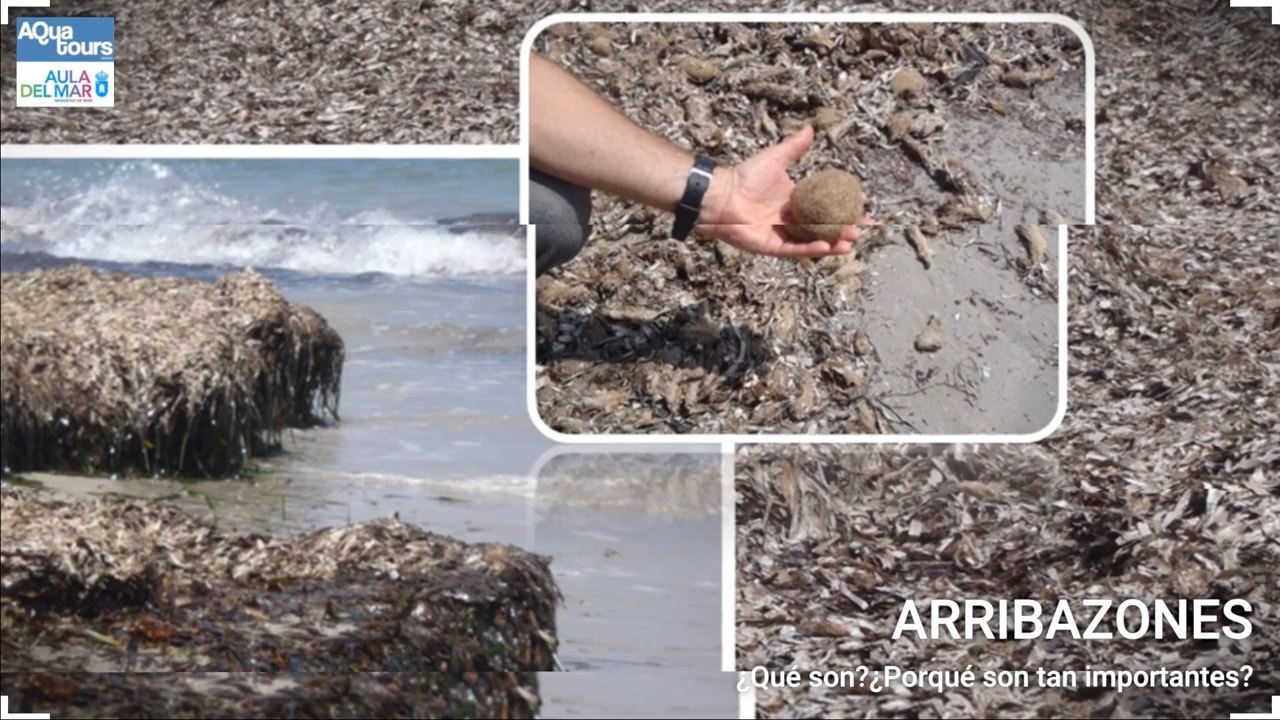 AQua
tours
AULA
DEL MAR
ARRIBAZONES
¿Qué son?¿Porqué son tan importantes?